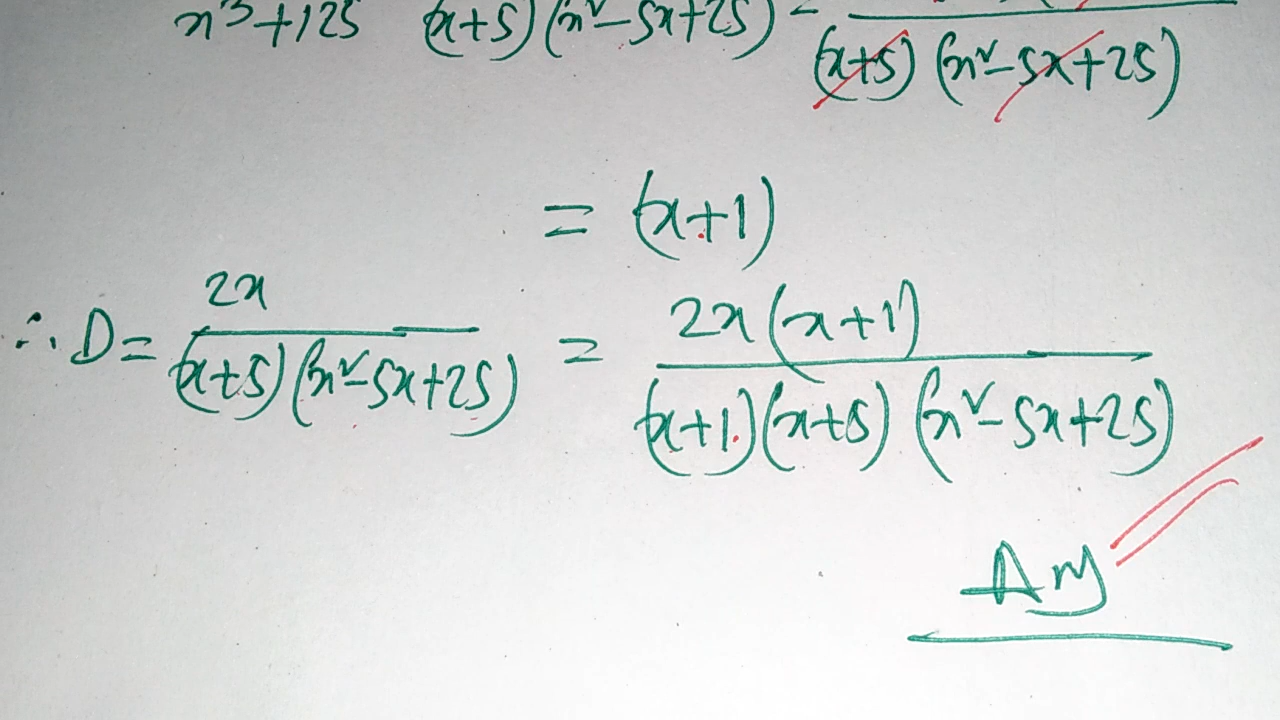 x³+125 (x+5)(x²-5x+25) =
(x+5)(x²-5x+25)
= (x+1)
∴ D = 2x / (x+5)(x²-5x+25) = 2x(x+1) / (x+1)(x+5)(x²-5x+25)
Ans